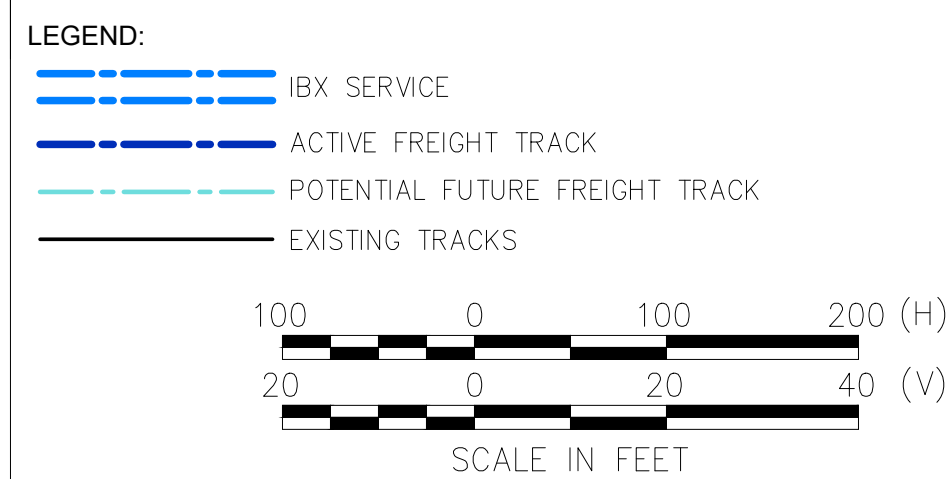 LEGEND:
IBX SERVICE
ACTIVE FREIGHT TRACK
POTENTIAL FUTURE FREIGHT TRACK
EXISTING TRACKS
100 0 100 200 (H)
20 0 20 40 (V)
SCALE IN FEET